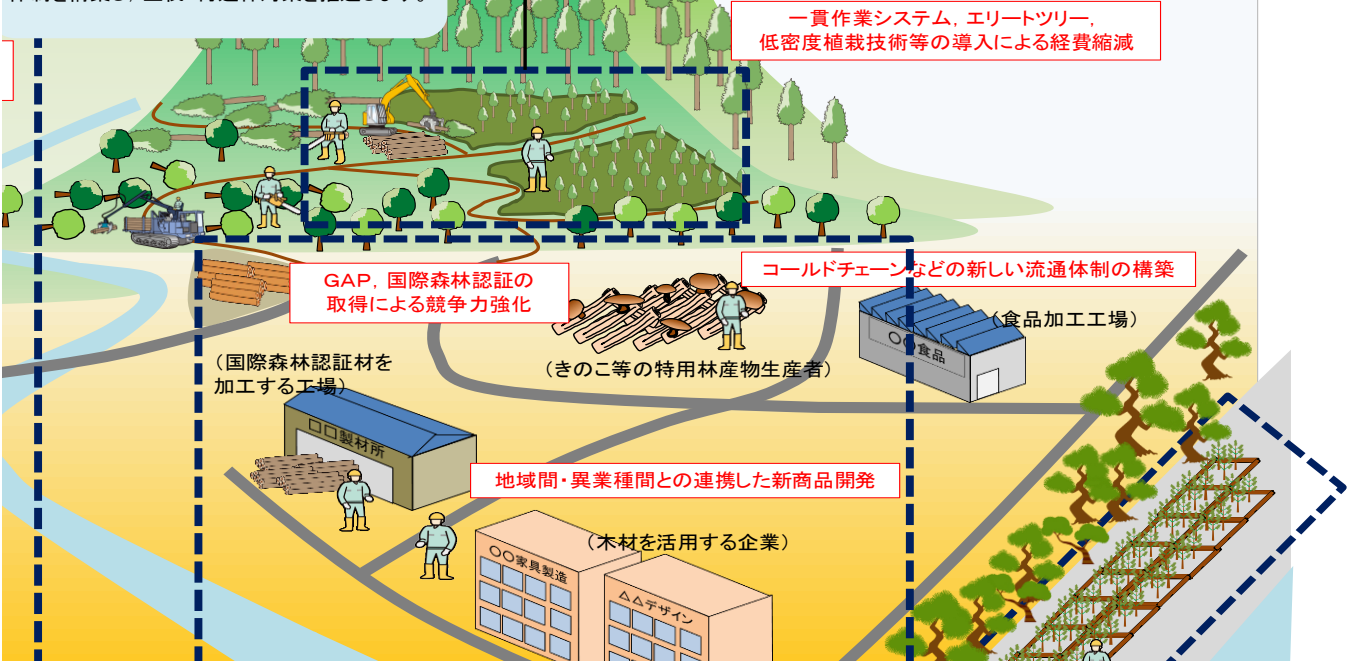 一貫作業システム，エリートツリー，
低密度植栽技術等の導入による経費縮減
GAP，国際森林認証の
取得による競争力強化
コールドチェーンなどの新しい流通体制の構築
（食品加工工場）
〇〇食品
（国際森林認証材を
加工する工場）
（きのこ等の特用林産物生産者）
□□製材所
地域間・異業種間との連携した新商品開発
（木材を活用する企業）
〇〇家具製造
△△デザイン